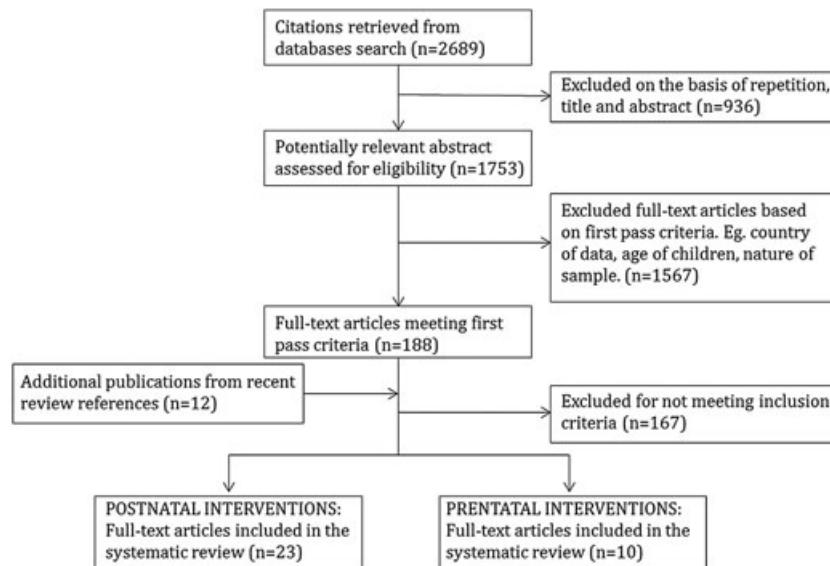 Citations retrieved from
databases search (n=2689)
Excluded on the basis of repetition,
title and abstract (n=936)
Potentially relevant abstract
assessed for eligibility (n=1753)
Excluded full-text articles based
on first pass criteria. Eg. country
of data, age of children, nature of
sample. (n=1567)
Full-text articles meeting first
pass criteria (n=188)
Additional publications from recent
review references (n=12)
Excluded for not meeting inclusion
criteria (n=167)
POSTNATAL INTERVENTIONS:
Full-text articles included in the
systematic review (n=23)
PRENTATAL INTERVENTIONS:
Full-text articles included in the
systematic review (n=10)